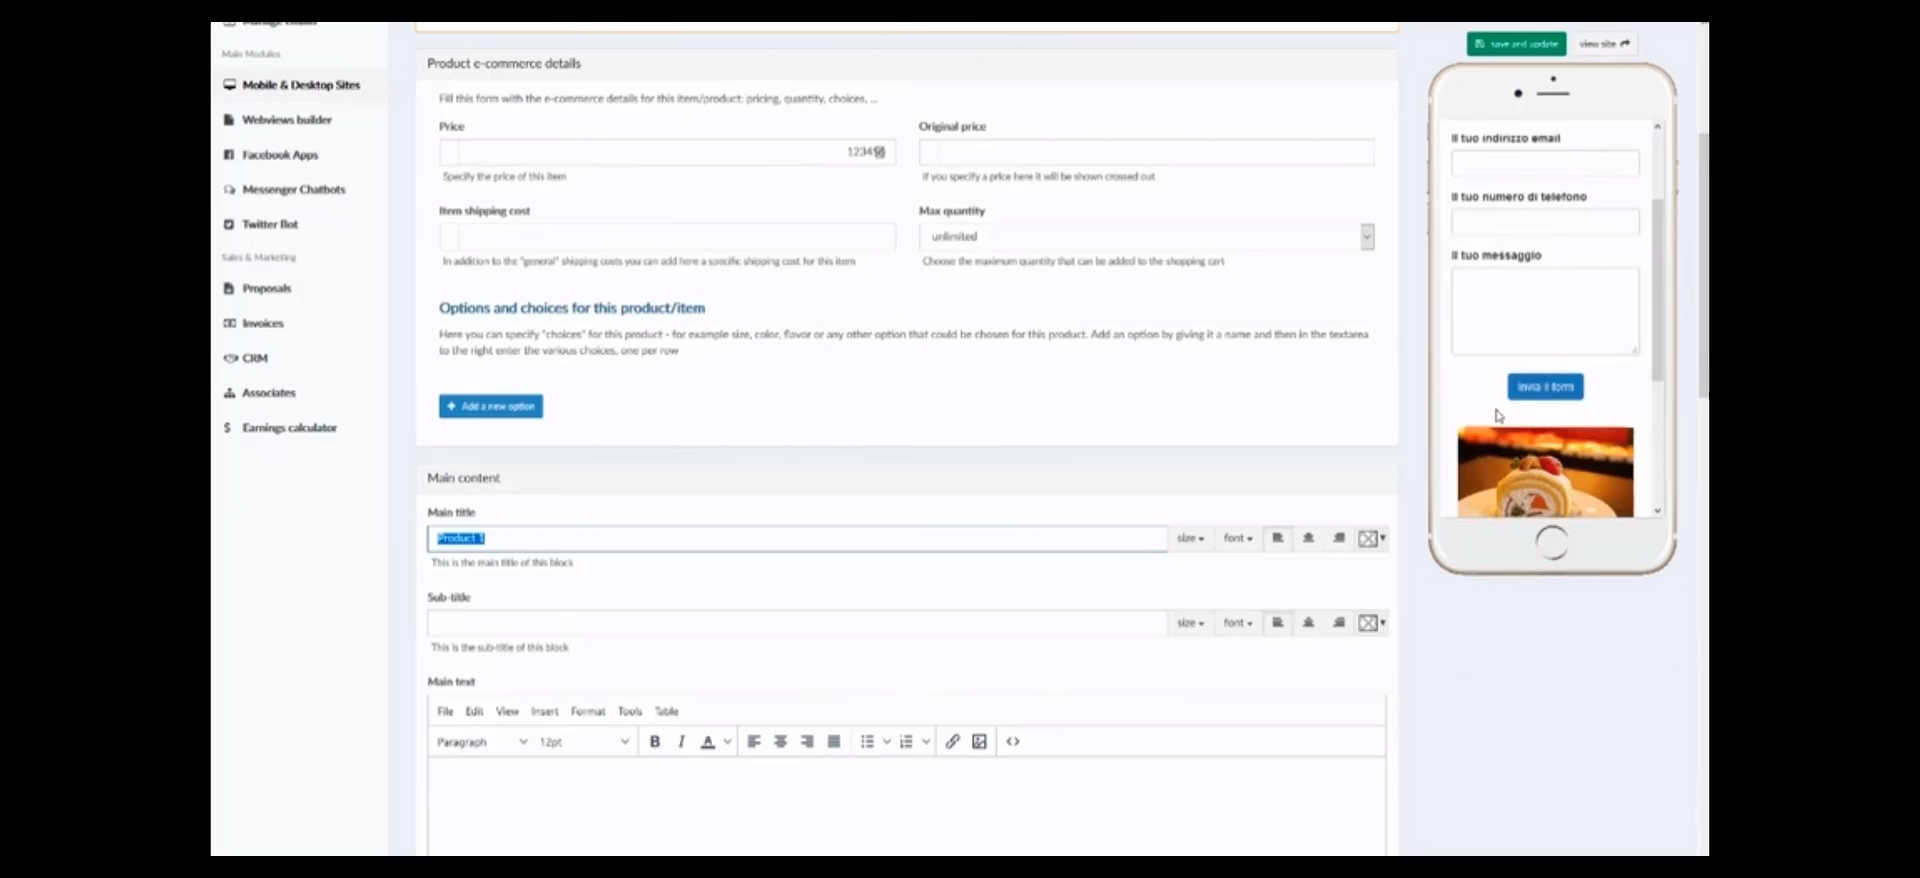 Manage emails
Main Modules
Mobile & Desktop Sites
Webviews builder
Facebook Apps
Messenger Chatbots
Twitter Bot
Sales & Marketing
Proposals
Invoices
CRM
Associates
Earnings calculator
Product e-commerce details
Fill this form with the e-commerce details for this item/product: pricing, quantity, choices, ...
Price
Original price
Specify the price of this item
If you specify a price here it will be shown crossed out
Item shipping cost
Max quantity
unlimited
In addition to the "general" shipping costs you can add here a specific shipping cost for this item
Choose the maximum quantity that can be added to the shopping cart
Options and choices for this product/item
Here you can specify "choices" for this product - for example size, color, flavor or any other option that could be chosen for this product. Add an option by giving it a name and then in the textarea
to the right enter the various choices, one per row
+ Add a new option
Main content
Main title
Product 1
size
font
This is the main title of this block
Sub-title
size
font
This is the sub-title of this block
Main text
File Edit View Insert Format Tools Table
Paragraph 12pt B I A
save and update
view site
Il tuo indirizzo email
Il tuo numero di telefono
Il tuo messaggio
Invia il form